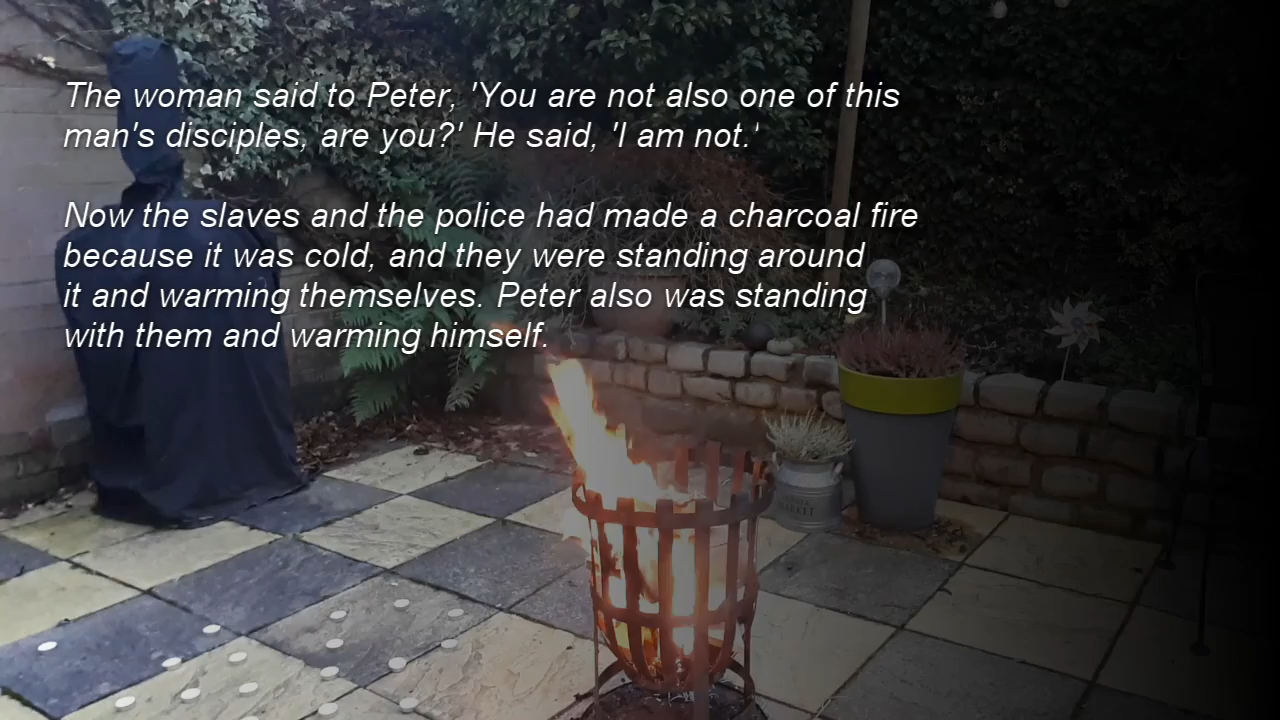 The woman said to Peter, 'You are not also one of this
man's disciples, are you?' He said, 'I am not.'
Now the slaves and the police had made a charcoal fire
because it was cold, and they were standing around
it and warming themselves. Peter also was standing
with them and warming himself.
MARKET